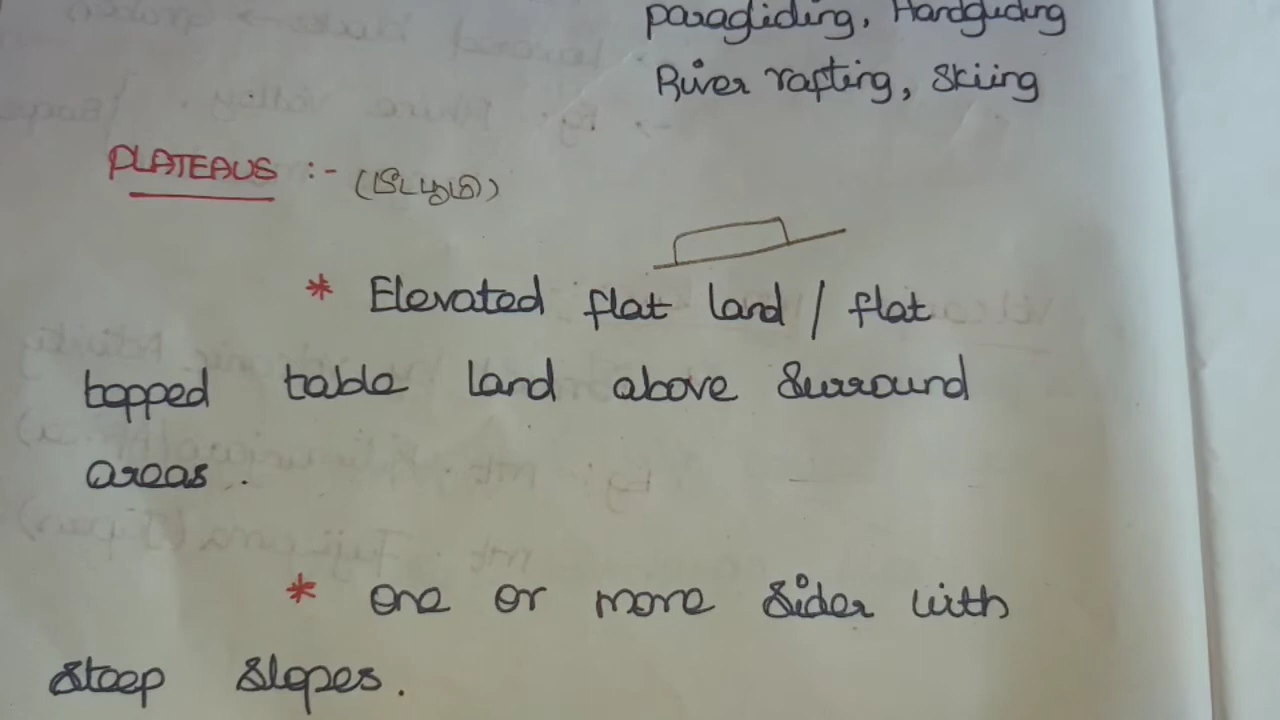 paragliding, Handgliding
River rafting, Skiing
PLATEAUS :- (பீடபூமி)
* Elevated flat land / flat
topped table land above Surround
areas.
* One or more sides with
steep slopes.